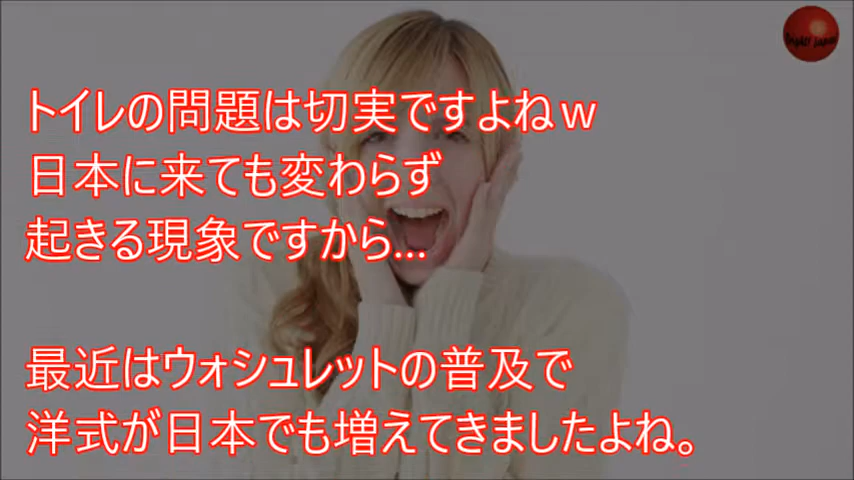 トイレの問題は切実ですよねｗ
日本に来ても変わらず
起きる現象ですから...
最近はウォシュレットの普及で
洋式が日本でも増えてきましたよね。